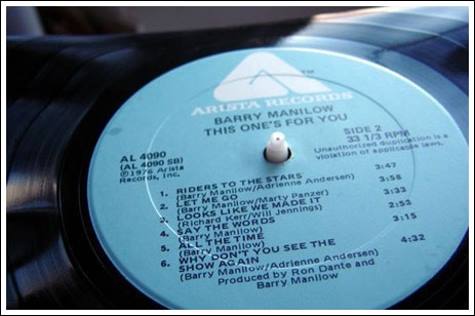 TM
ARISTA RECORDS
BARRY MANILOW
THIS ONE'S FOR YOU
AL 4090
(AL 4090 SB)
℗1976 Arista
Records, Inc.
SIDE 2
33 1/3 RPM
Unauthorized duplication is a
violation of applicable laws.
1. RIDERS TO THE STARS 3:47
(Barry Manilow/Adrienne Andersen)
2. LET ME GO 3:58
(Barry Manilow/Marty Panzer)
3. LOOKS LIKE WE MADE IT 3:33
(Richard Kerr/Will Jennings)
4. SAY THE WORDS 2:53
(Barry Manilow)
5. ALL THE TIME 3:15
(Barry Manilow)
6. WHY DON'T YOU SEE THE
SHOW AGAIN 4:32
(Barry Manilow/Adrienne Andersen)
Produced by Ron Dante and
Barry Manilow